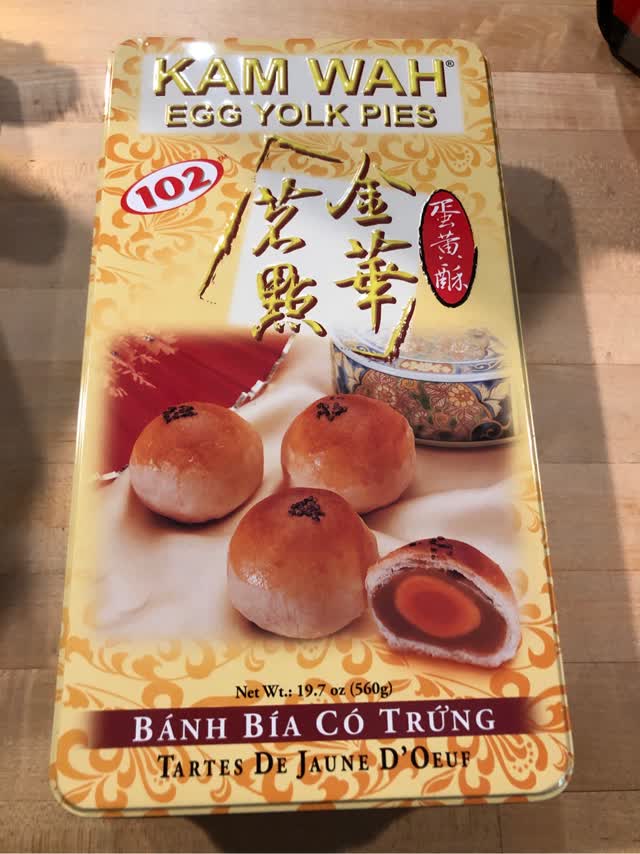 KAM WAH®
EGG YOLK PIES
102™
金華
茗點
蛋黃酥
Net Wt.: 19.7 oz (560g)
BÁNH BÍA CÓ TRỨNG
TARTES DE JAUNE D'OEUF